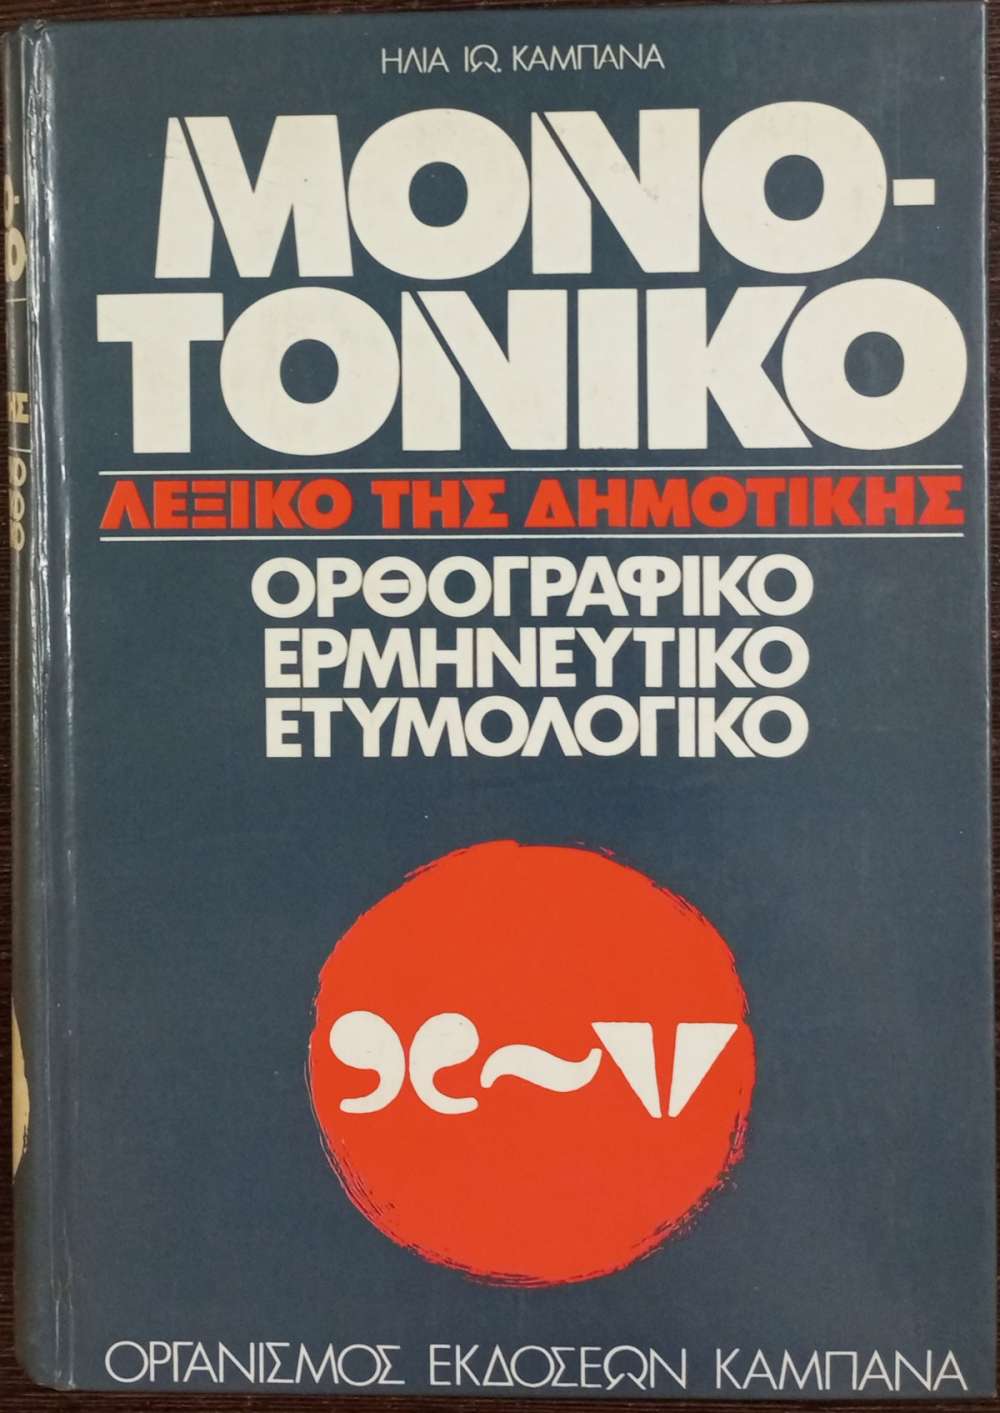 ΗΛΙΑ ΙΩ. ΚΑΜΠΑΝΑ
ΜΟΝΟ-
ΤΟΝΙΚΟ
ΛΕΞΙΚΟ ΤΗΣ ΔΗΜΟΤΙΚΗΣ
ΟΡΘΟΓΡΑΦΙΚΟ
ΕΡΜΗΝΕΥΤΙΚΟ
ΕΤΥΜΟΛΟΓΙΚΟ
ΟΡΓΑΝΙΣΜΟΣ ΕΚΔΟΣΕΩΝ ΚΑΜΠΑΝΑ